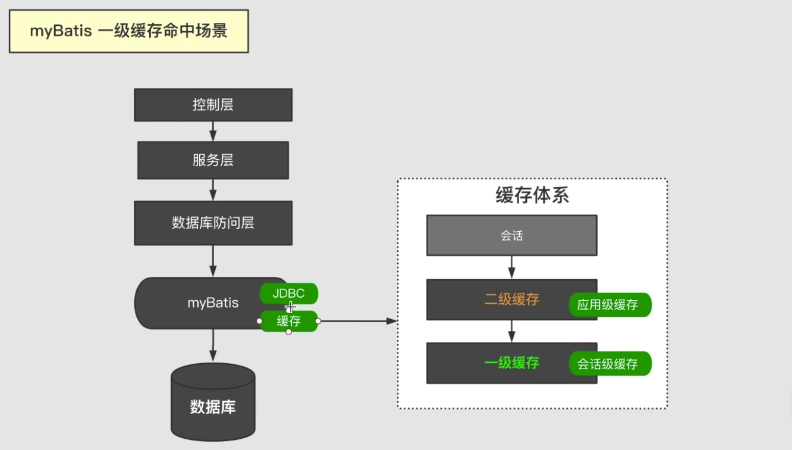 myBatis 一级缓存命中场景
控制层
服务层
数据库防问层
myBatis
JDBC
缓存
数据库
缓存体系
会话
二级缓存
应用级缓存
一级缓存
会话级缓存